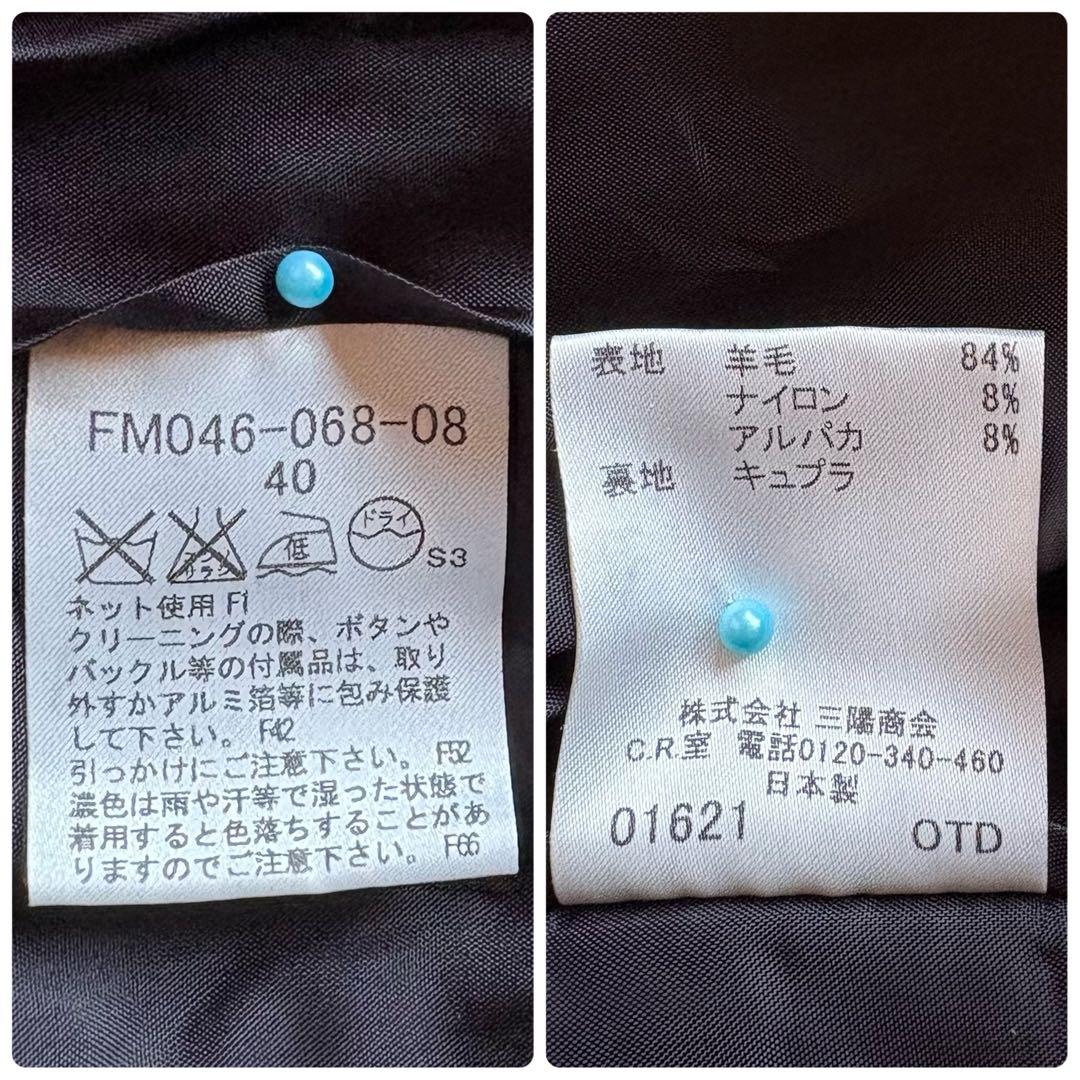 FM046-068-08
40
エンソ
サラシ
低
ドライ
S3
ネット使用 F1
クリーニングの際、ボタンや
バックル等の付属品は、取り
外すかアルミ箔等に包み保護
して下さい。 F42
引っかけにご注意下さい。 F52
濃色は雨や汗等で湿った状態で
着用すると色落ちすることがあ
りますのでご注意下さい。 F66
表地 羊毛 84%
ナイロン 8%
アルパカ 8%
裏地 キュプラ
株式会社 三陽商会
C.R.室 電話0120-340-460
日本製
01621 OTD